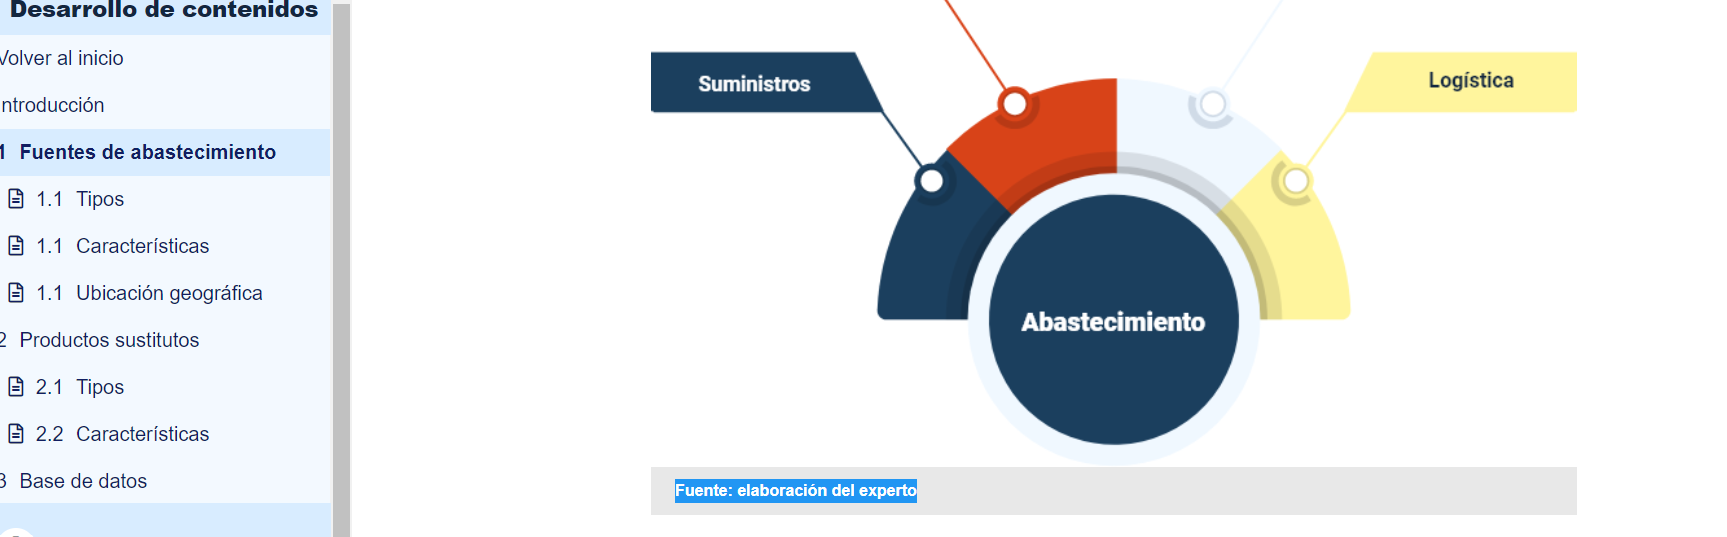 Desarrollo de contenidos
Volver al inicio
ntroducción
1 Fuentes de abastecimiento
1.1 Tipos
1.1 Características
1.1 Ubicación geográfica
2 Productos sustitutos
2.1 Tipos
2.2 Características
3 Base de datos
Suministros
Logística
Abastecimiento
Fuente: elaboración del experto